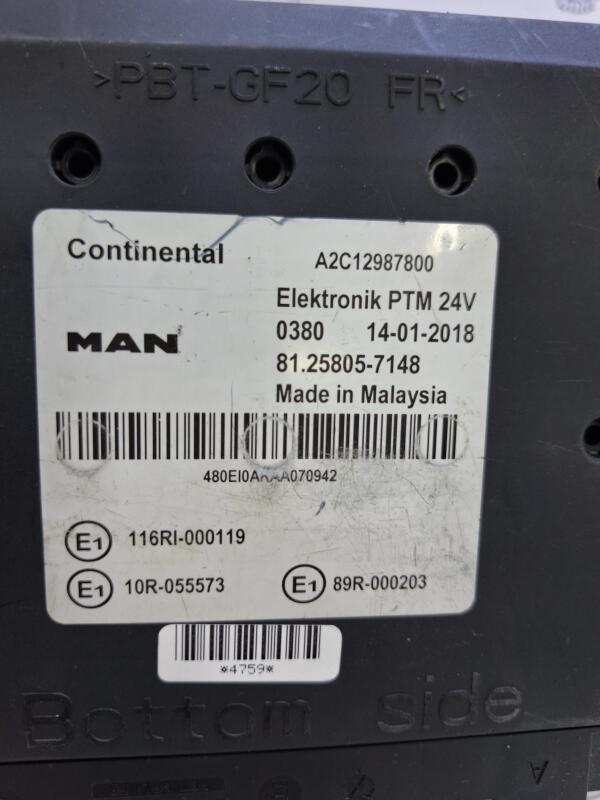 >PBT-GF20 FR<
Continental A2C12987800
Elektronik PTM 24V
MAN 0380 14-01-2018
81.25805-7148
Made in Malaysia
116RI-000119
E1
10R-055573 E1 89R-000203
E1
*4759*
Bottom side
A